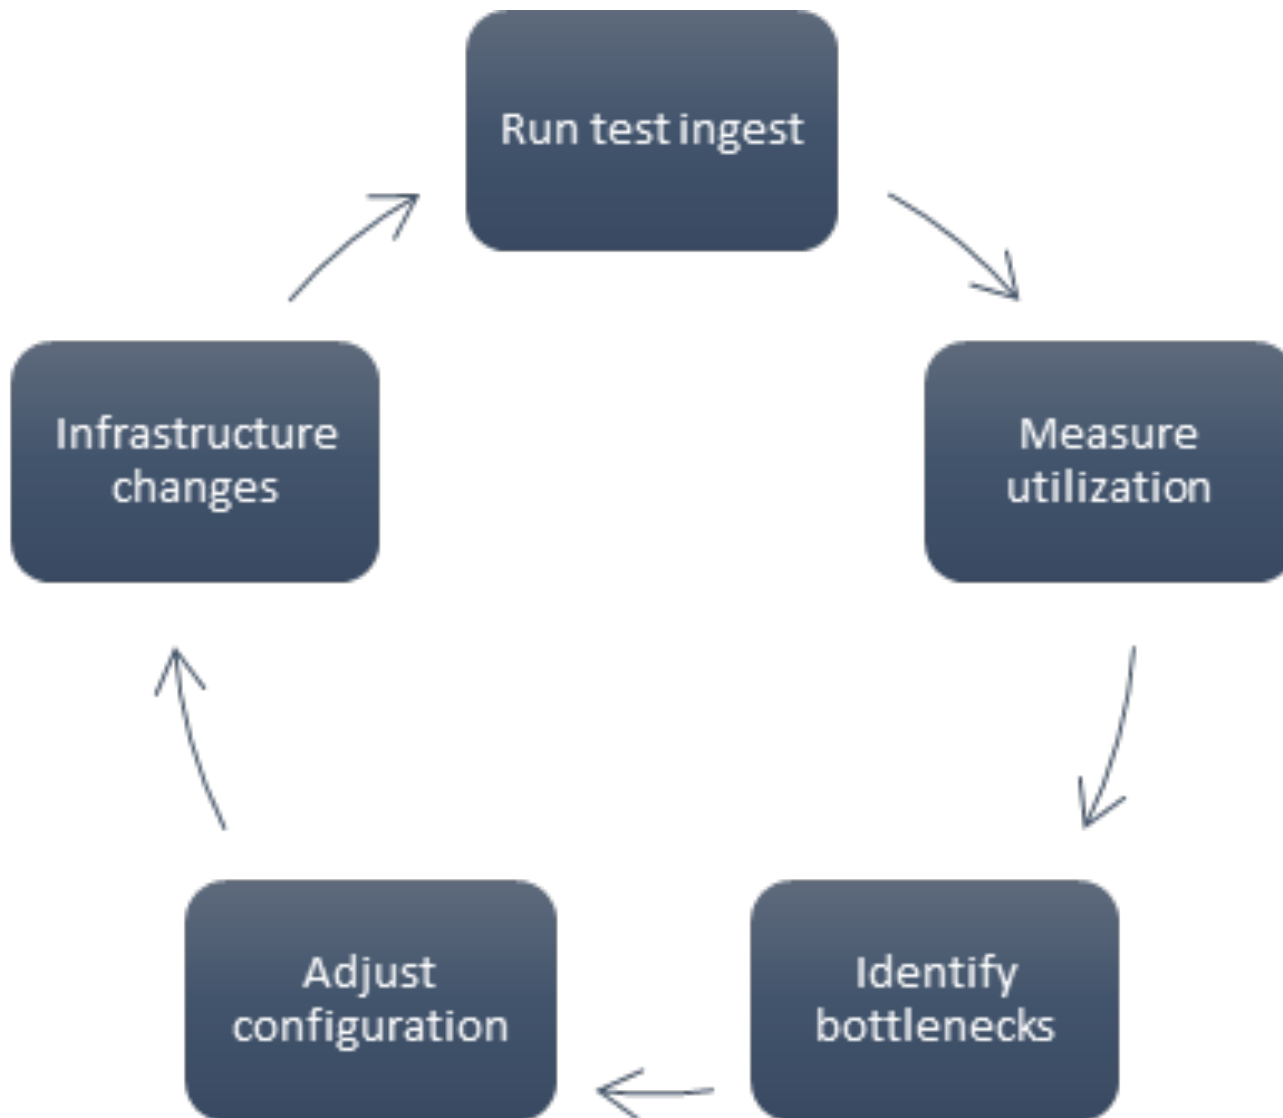 Run test ingest
Measure
utilization
Identify
bottlenecks
Adjust
configuration
Infrastructure
changes